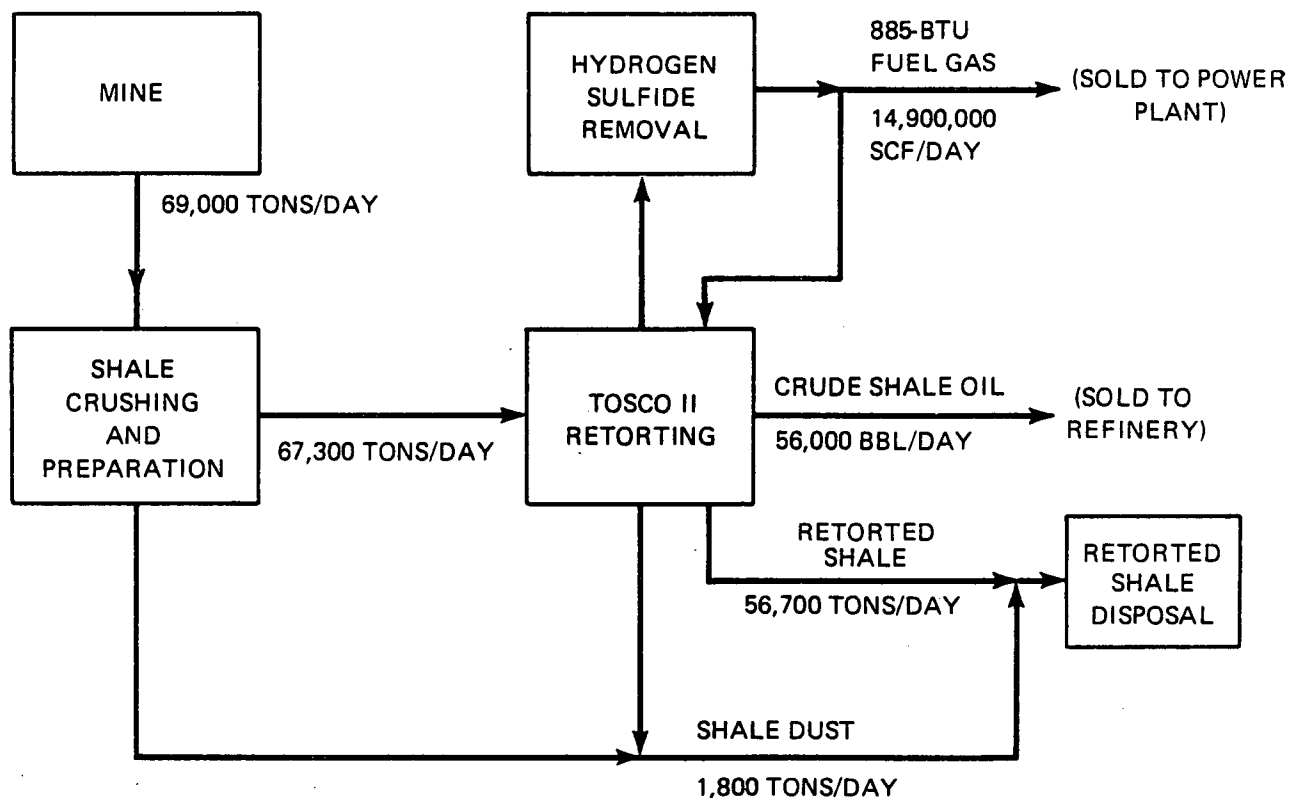 MINE
69,000 TONS/DAY
HYDROGEN
SULFIDE
REMOVAL
885-BTU
FUEL GAS
14,900,000
SCF/DAY
(SOLD TO POWER
PLANT)
SHALE
CRUSHING
AND
PREPARATION
67,300 TONS/DAY
TOSCO II
RETORTING
CRUDE SHALE OIL
56,000 BBL/DAY
(SOLD TO
REFINERY)
RETORTED
SHALE
56,700 TONS/DAY
RETORTED
SHALE
DISPOSAL
SHALE DUST
1,800 TONS/DAY